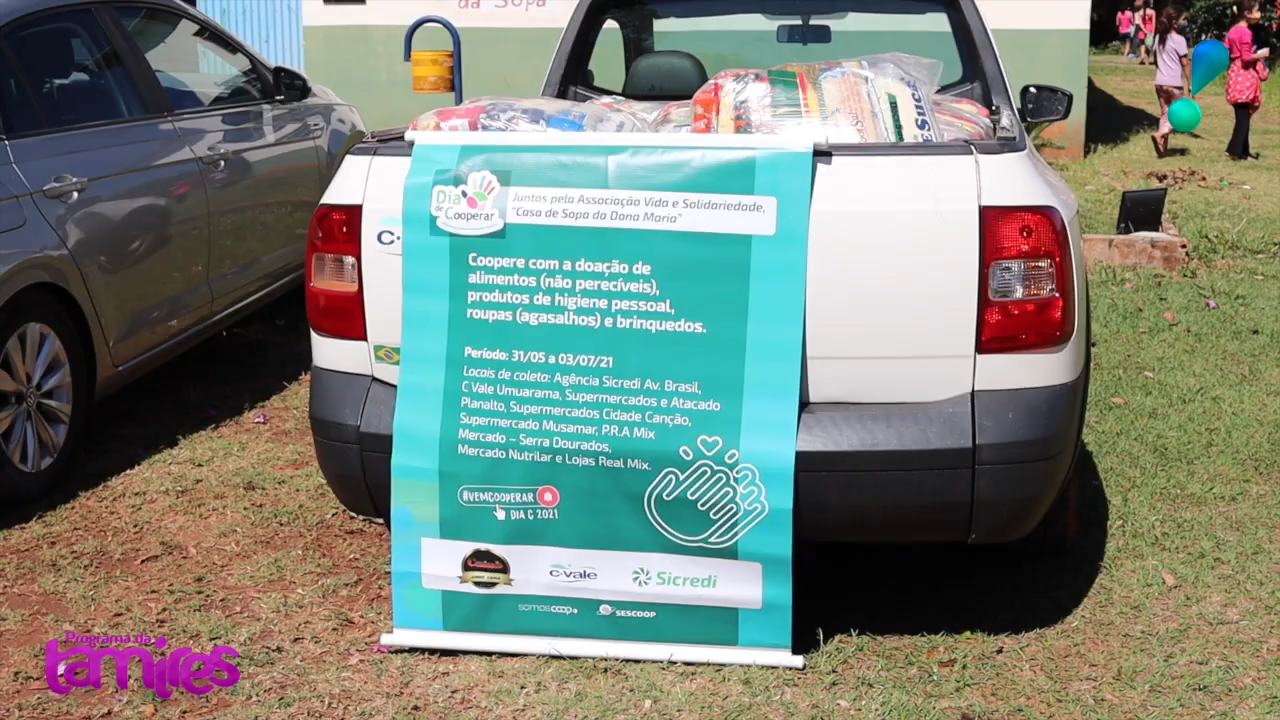 da Sopa
Dia
de Cooperar
Juntos pela Associação Vida e Solidariedade,
"Casa de Sopa da Dona Maria"
C
Coopere com a doação de
alimentos (não perecíveis),
produtos de higiene pessoal,
roupas (agasalhos) e brinquedos.
Período: 31/05 a 03/07/21
Locais de coleta: Agência Sicredi Av. Brasil,
C Vale Umuarama, Supermercados e Atacado
Planalto, Supermercados Cidade Canção,
Supermercado Musamar, P.R.A Mix
Mercado – Serra Dourados,
Mercado Nutrilar e Lojas Real Mix.
#VEMCOOPERAR
DIA C 2021
c·vale
Sicredi
somoscoop
SESCOOP
Programa da
tamires